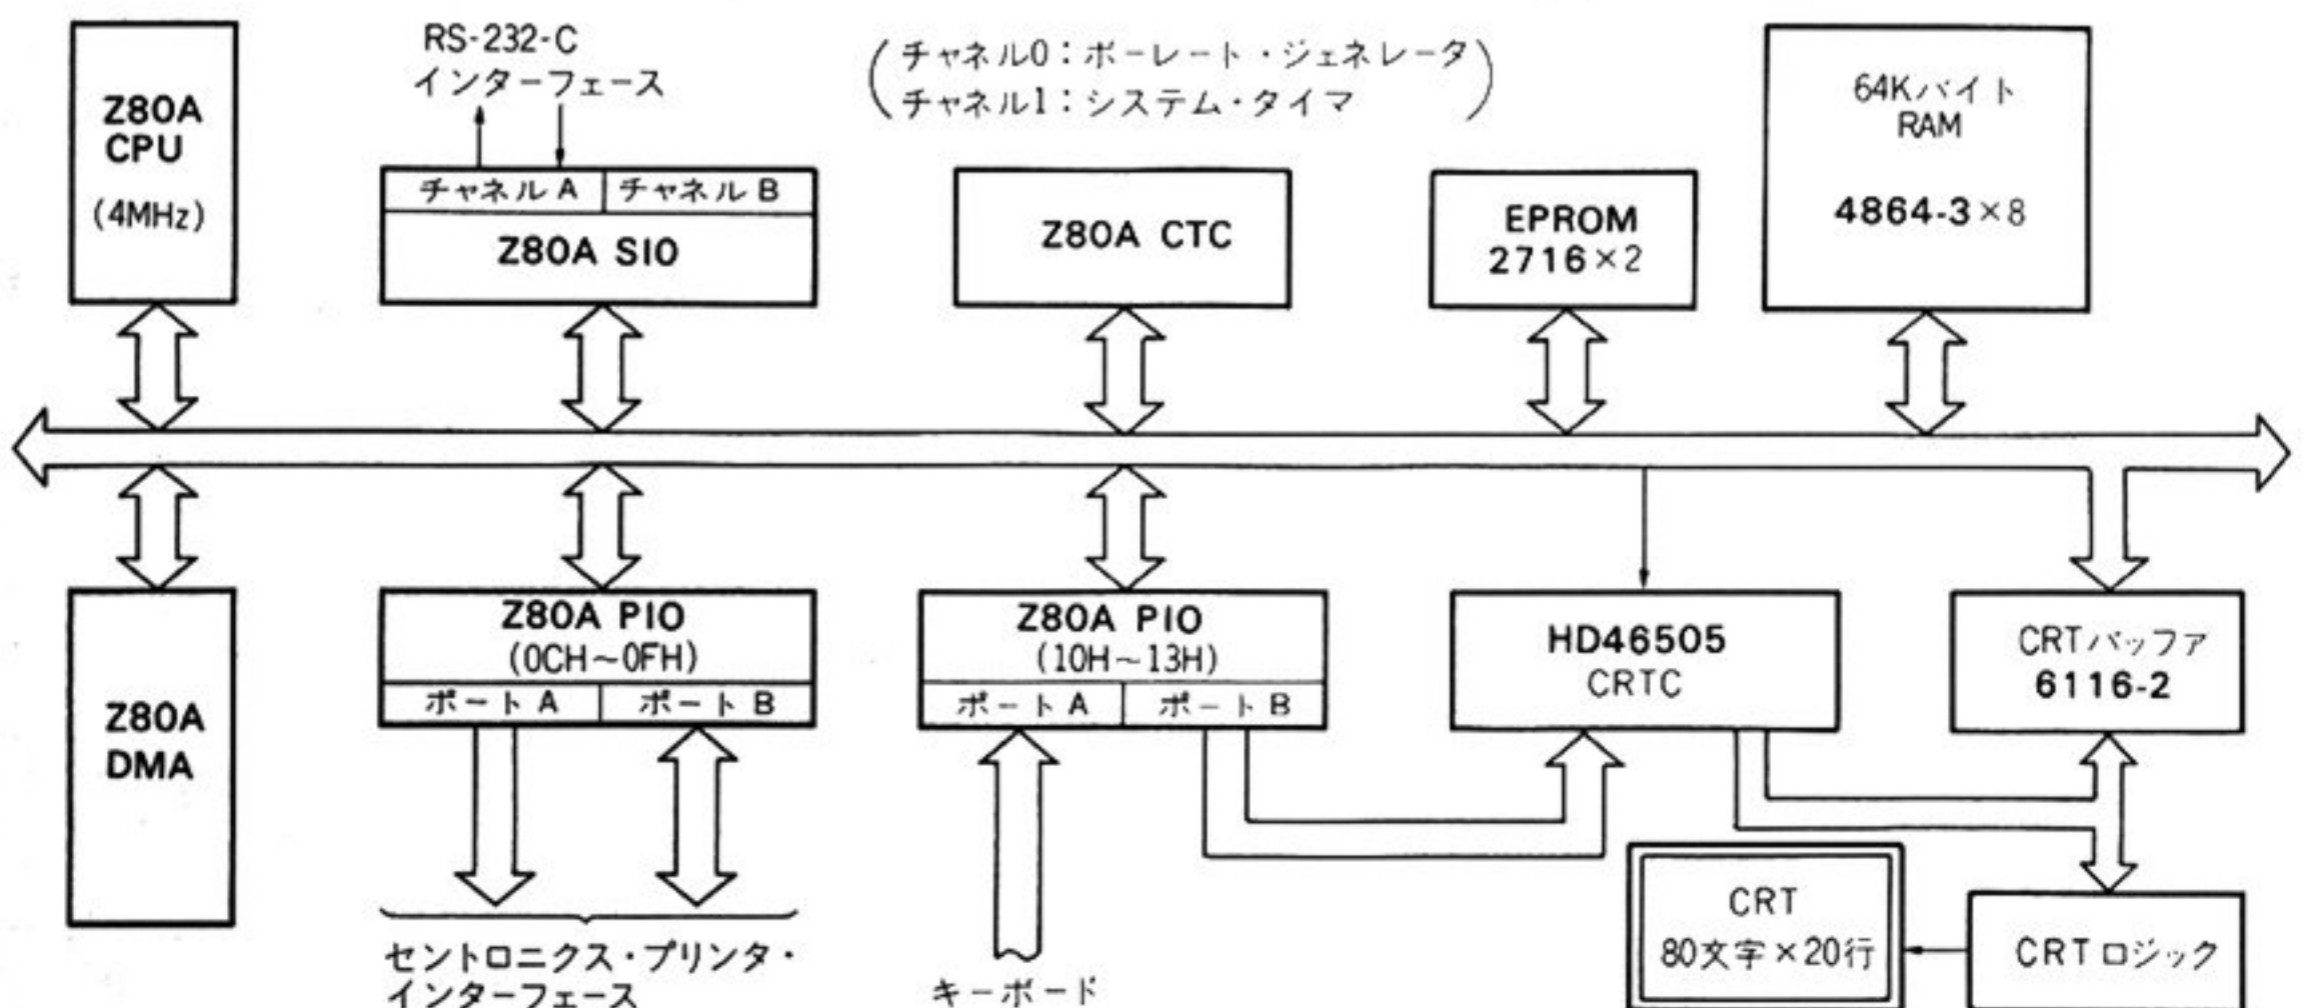 Z80A
CPU
(4MHz)
RS-232-C
インターフェース
チャネルA
チャネルB
Z80A SIO
(チャネル0:ボーレート・ジェネレータ
チャネル1:システム・タイマ)
Z80A CTC
EPROM
2716×2
64Kバイト
RAM
4864-3×8
Z80A
DMA
Z80A PIO
(0CH~0FH)
ポートA
ポートB
セントロニクス・プリンタ・
インターフェース
Z80A PIO
(10H~13H)
ポートA
ポートB
キーボード
HD46505
CRTC
CRTバッファ
6116-2
CRT
80文字×20行
CRTロジック